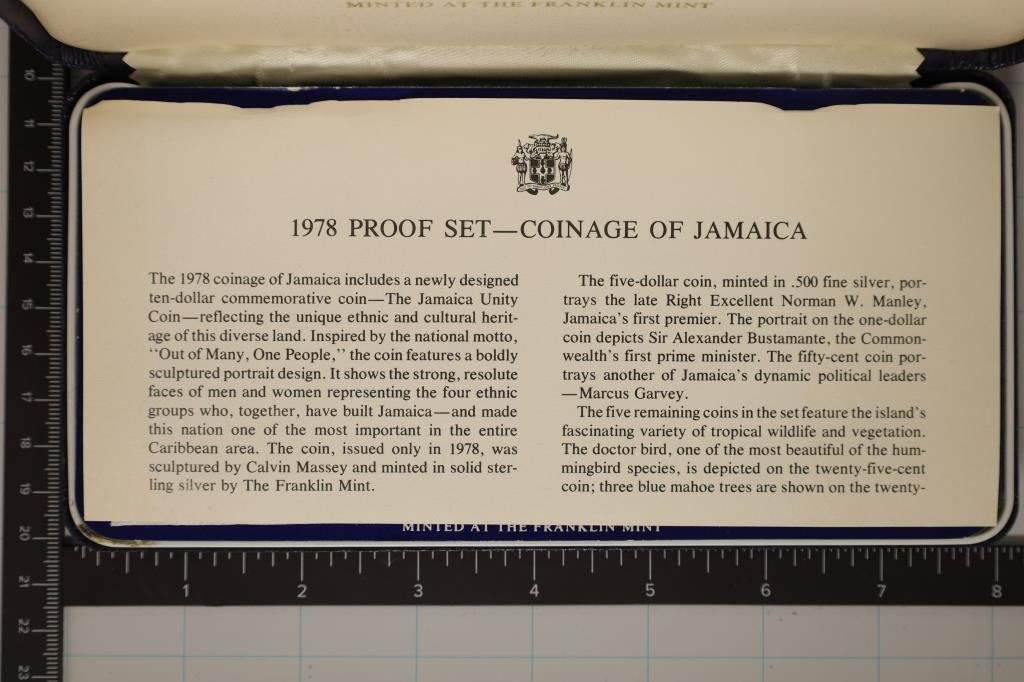 MINTED AT THE FRANKLIN MINT
1978 PROOF SET—COINAGE OF JAMAICA
The 1978 coinage of Jamaica includes a newly designed
ten-dollar commemorative coin—The Jamaica Unity
Coin—reflecting the unique ethnic and cultural herit-
age of this diverse land. Inspired by the national motto,
‘‘Out of Many, One People,’’ the coin features a boldly
sculptured portrait design. It shows the strong, resolute
faces of men and women representing the four ethnic
groups who, together, have built Jamaica—and made
this nation one of the most important in the entire
Caribbean area. The coin, issued only in 1978, was
sculptured by Calvin Massey and minted in solid ster-
ling silver by The Franklin Mint.
The five-dollar coin, minted in .500 fine silver, por-
trays the late Right Excellent Norman W. Manley,
Jamaica's first premier. The portrait on the one-dollar
coin depicts Sir Alexander Bustamante, the Common-
wealth's first prime minister. The fifty-cent coin por-
trays another of Jamaica's dynamic political leaders
—Marcus Garvey.
The five remaining coins in the set feature the island's
fascinating variety of tropical wildlife and vegetation.
The doctor bird, one of the most beautiful of the hum-
mingbird species, is depicted on the twenty-five-cent
coin; three blue mahoe trees are shown on the twenty-
MINTED AT THE FRANKLIN MINT
10
11
12
13
14
15
16
17
18
19
20
21
22
23
1 2 3 4 5 6 7 8